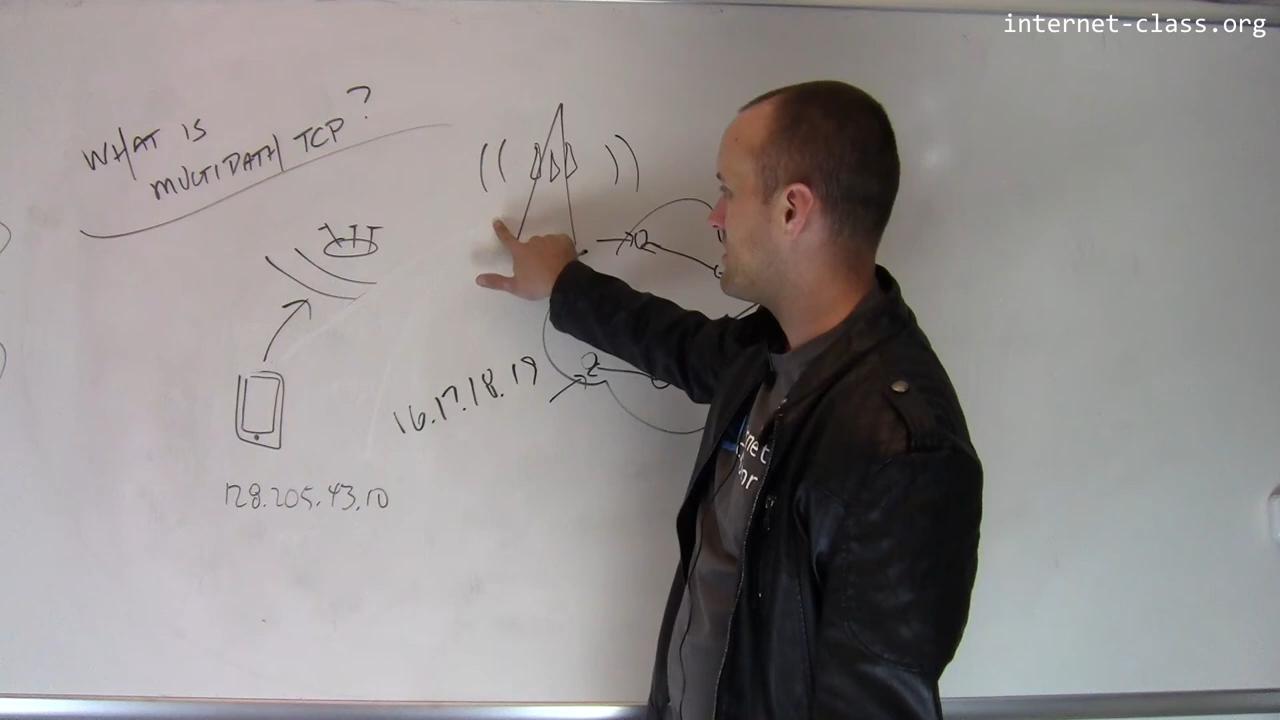 internet-class.org
WHAT IS
MULTIPATH TCP?
16.17.18.19
128.205.43.10